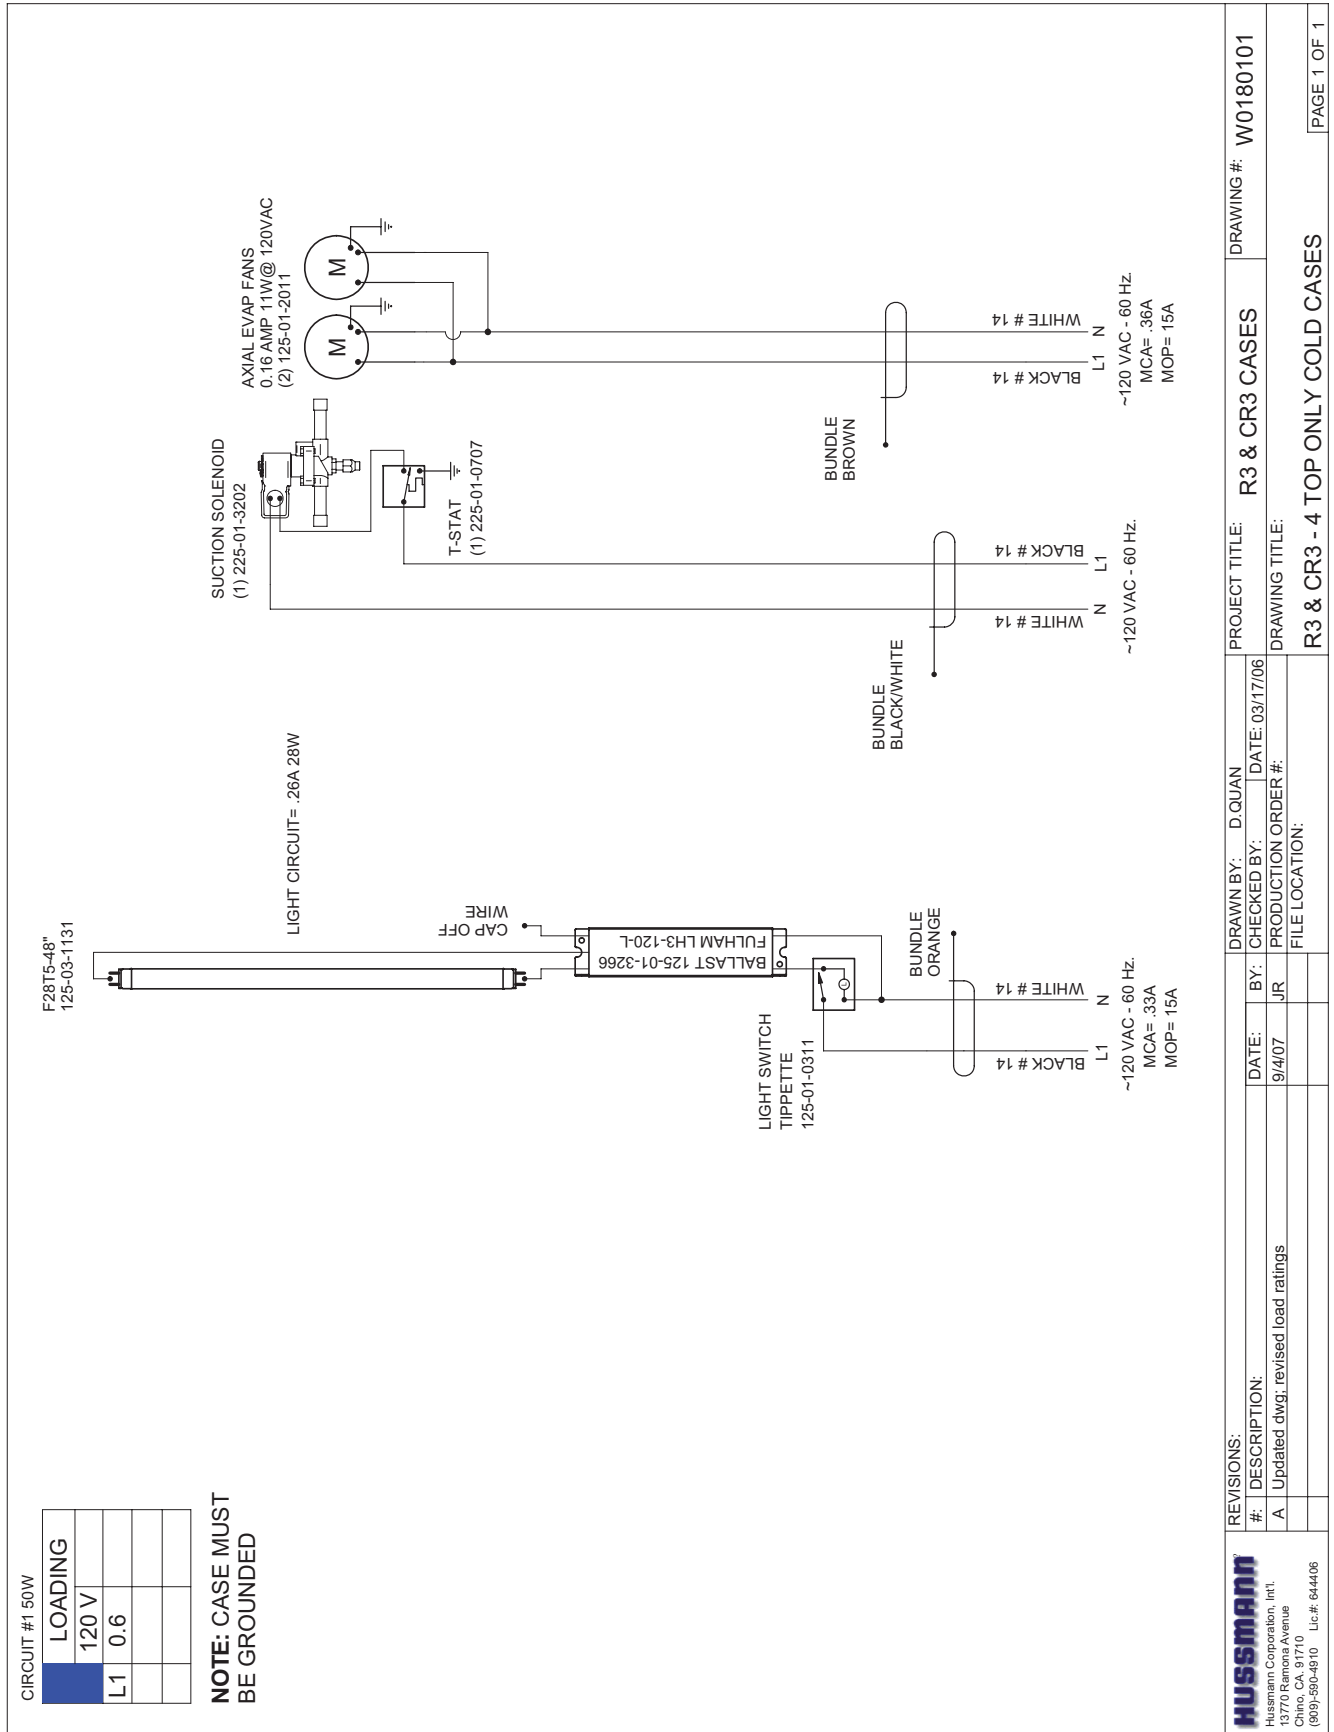 CIRCUIT #1 50W
LOADING
120 V
L1 0.6
NOTE: CASE MUST
BE GROUNDED
F28T5-48"
125-03-1131
LIGHT CIRCUIT= .26A 28W
CAP OFF
WIRE
BALLAST 125-01-3266
FULHAM LH3-120-L
LIGHT SWITCH
TIPPETTE
125-01-0311
L
BUNDLE
ORANGE
BLACK # 14
WHITE # 14
L1 N
~120 VAC - 60 Hz.
MCA= .33A
MOP= 15A
SUCTION SOLENOID
(1) 225-01-3202
T-STAT
(1) 225-01-0707
BUNDLE
BLACK/WHITE
WHITE # 14
BLACK # 14
N L1
~120 VAC - 60 Hz.
AXIAL EVAP FANS
0.16 AMP 11W@ 120VAC
(2) 125-01-2011
M M
BUNDLE
BROWN
BLACK # 14
WHITE # 14
L1 N
~120 VAC - 60 Hz.
MCA= .36A
MOP= 15A
HUSSMANN
Hussmann Corporation, Int'l.
13770 Ramona Avenue
Chino, CA. 91710
(909)-590-4910 Lic.#: 644406
REVISIONS:
#: DESCRIPTION: DATE: BY:
A Updated dwg; revised load ratings 9/4/07 JR
DRAWN BY: D.QUAN
CHECKED BY: DATE: 03/17/06
PRODUCTION ORDER #:
FILE LOCATION:
PROJECT TITLE:
R3 & CR3 CASES
DRAWING #: W0180101
DRAWING TITLE:
R3 & CR3 - 4 TOP ONLY COLD CASES
PAGE 1 OF 1